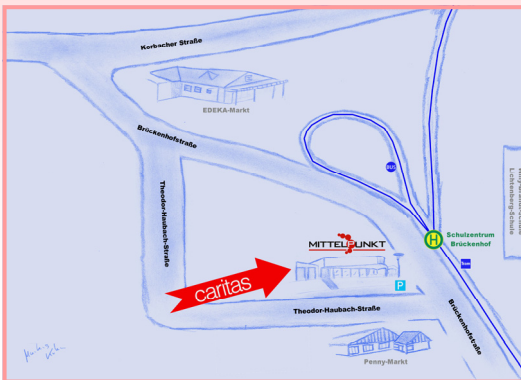 Korbacher Straße
EDEKA-Markt
Brückenhofstraße
Theodor-Haubach-Straße
BUS
Lichtenberg-Schule
H
Schulzentrum
Brückenhof
MITTELPUNKT
caritas
P
Theodor-Haubach-Straße
Brückenhofstraße
Penny-Markt